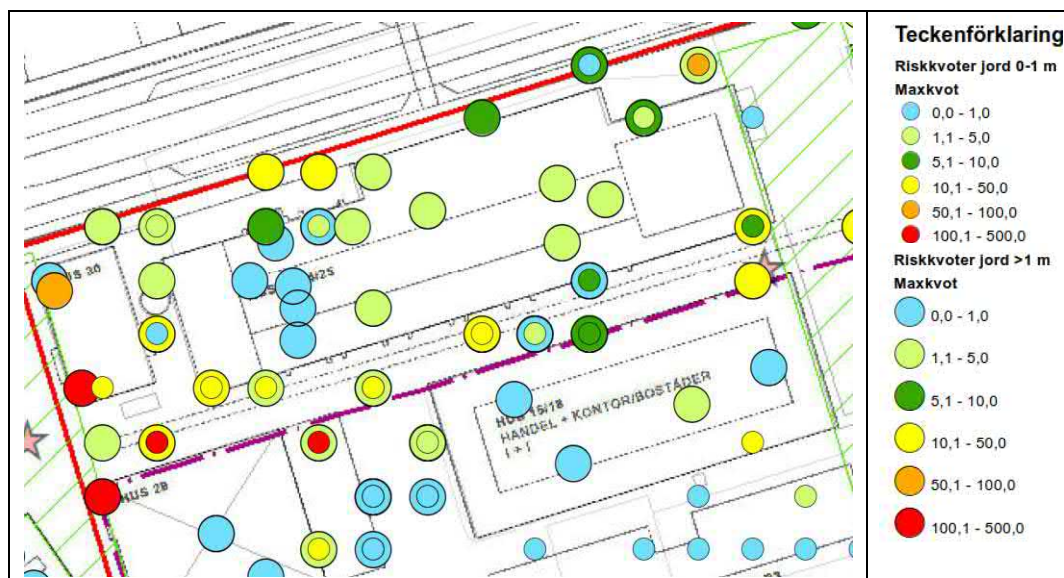 Teckenförklaring
Riskkvoter jord 0-1 m
Maxkvot
0,0 - 1,0
1,1 - 5,0
5,1 - 10,0
10,1 - 50,0
50,1 - 100,0
100,1 - 500,0
Riskkvoter jord >1 m
Maxkvot
0,0 - 1,0
1,1 - 5,0
5,1 - 10,0
10,1 - 50,0
50,1 - 100,0
100,1 - 500,0
US 30
HUS 15/18
HANDEL + KONTOR/BOSTÄDER
HUS 28